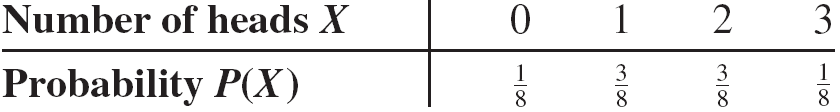 Number of heads X 0 1 2 3
Probability P(X) 1/8 3/8 3/8 1/8